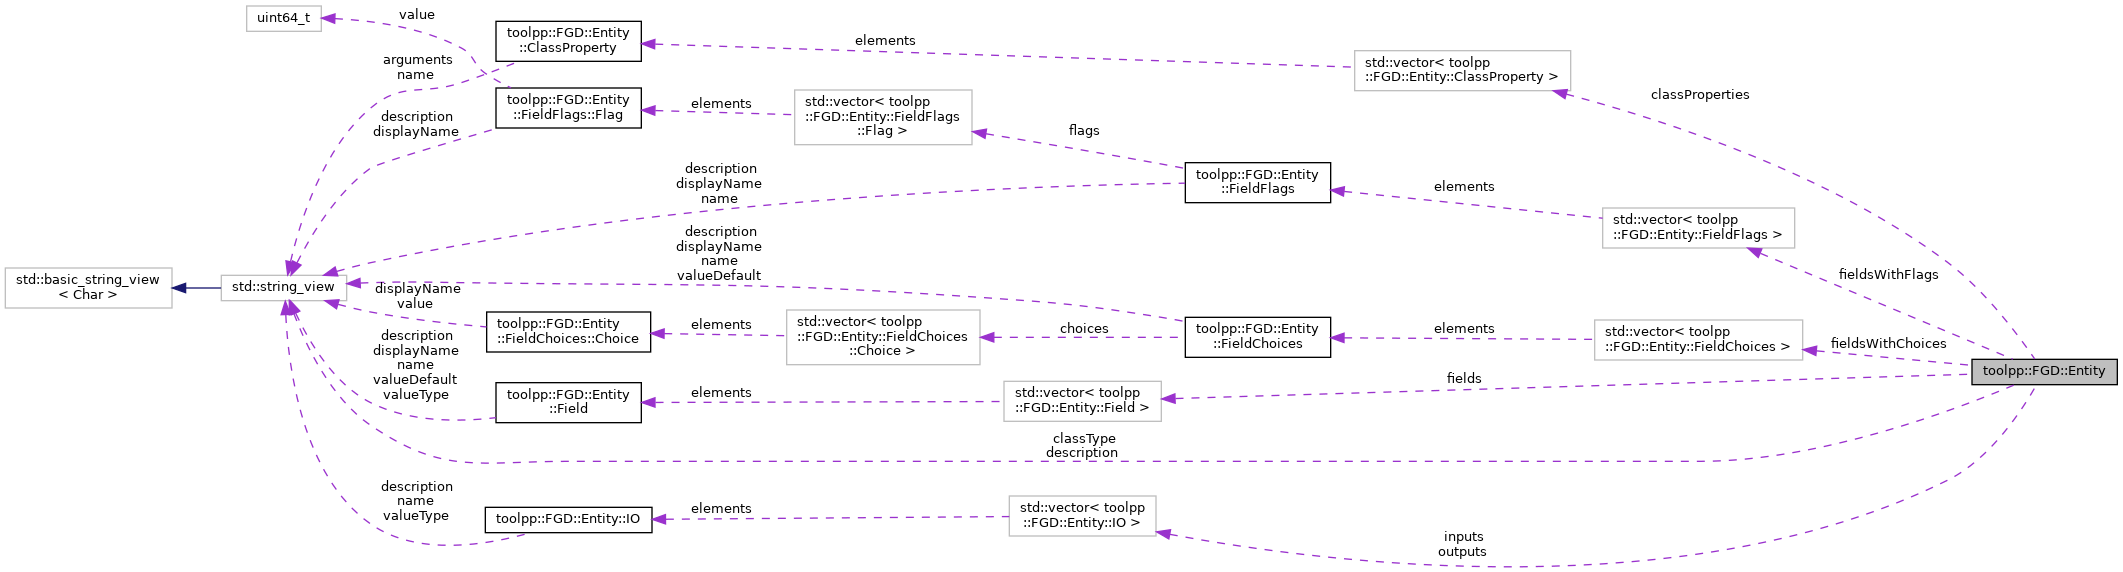 uint64_t
value
toolpp::FGD::Entity
::ClassProperty
elements
std::vector< toolpp
::FGD::Entity::ClassProperty >
classProperties
arguments
name
toolpp::FGD::Entity
::FieldFlags::Flag
elements
std::vector< toolpp
::FGD::Entity::FieldFlags
::Flag >
flags
description
displayName
description
displayName
name
toolpp::FGD::Entity
::FieldFlags
elements
std::vector< toolpp
::FGD::Entity::FieldFlags >
fieldsWithFlags
description
displayName
name
valueDefault
std::basic_string_view
< Char >
std::string_view
displayName
value
toolpp::FGD::Entity
::FieldChoices::Choice
elements
std::vector< toolpp
::FGD::Entity::FieldChoices
::Choice >
choices
toolpp::FGD::Entity
::FieldChoices
elements
std::vector< toolpp
::FGD::Entity::FieldChoices >
fieldsWithChoices
toolpp::FGD::Entity
description
displayName
name
valueDefault
valueType
toolpp::FGD::Entity
::Field
elements
std::vector< toolpp
::FGD::Entity::Field >
fields
classType
description
description
name
valueType
toolpp::FGD::Entity::IO
elements
std::vector< toolpp
::FGD::Entity::IO >
inputs
outputs